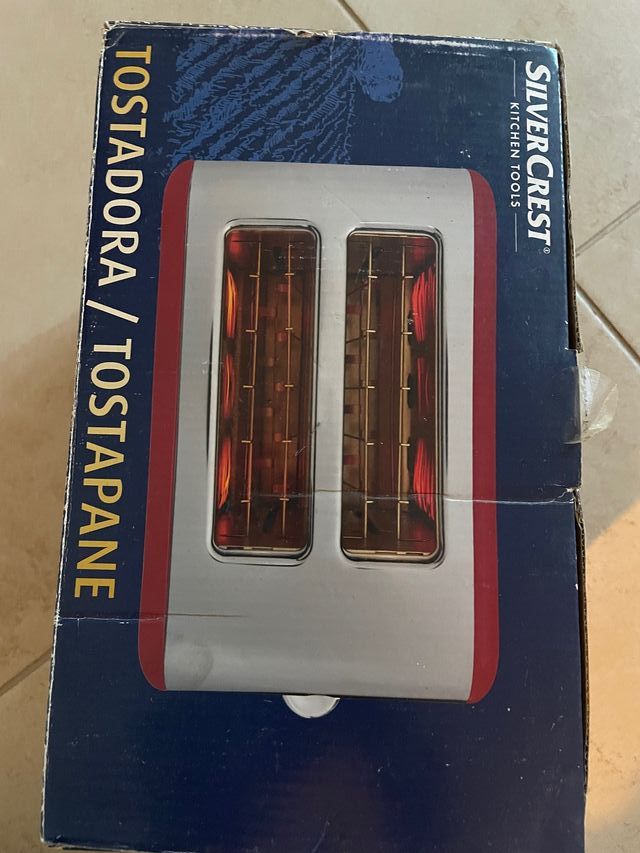 SILVERCREST®
KITCHEN TOOLS
TOSTADORA / TOSTAPANE